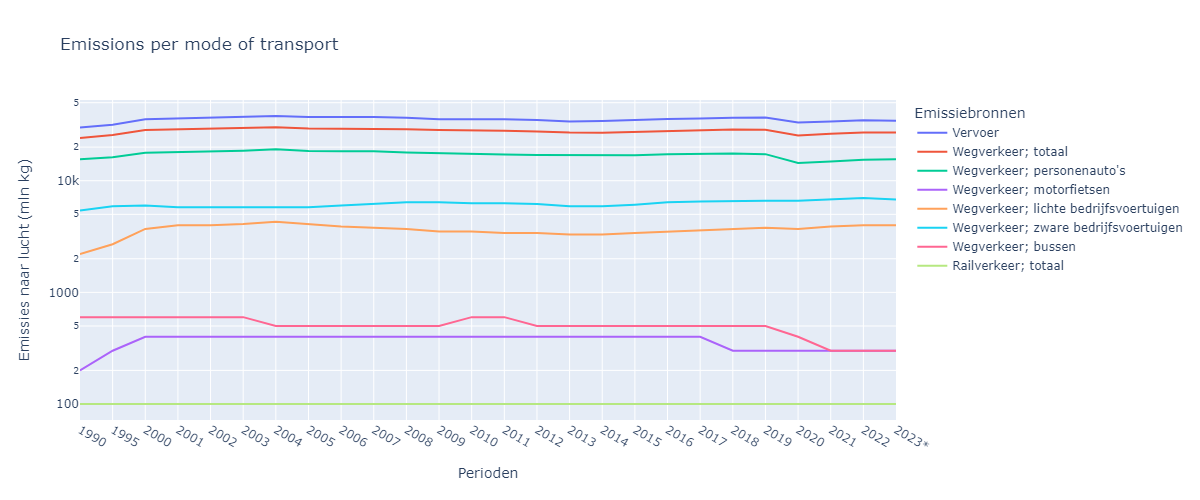 Emissions per mode of transport
Emissies naar lucht (mln kg)
5
2
10k
5
2
1000
5
2
100
1990
1995
2000
2001
2002
2003
2004
2005
2006
2007
2008
2009
2010
2011
2012
2013
2014
2015
2016
2017
2018
2019
2020
2021
2022
2023*
Perioden
Emissiebronnen
Vervoer
Wegverkeer; totaal
Wegverkeer; personenauto's
Wegverkeer; motorfietsen
Wegverkeer; lichte bedrijfsvoertuigen
Wegverkeer; zware bedrijfsvoertuigen
Wegverkeer; bussen
Railverkeer; totaal